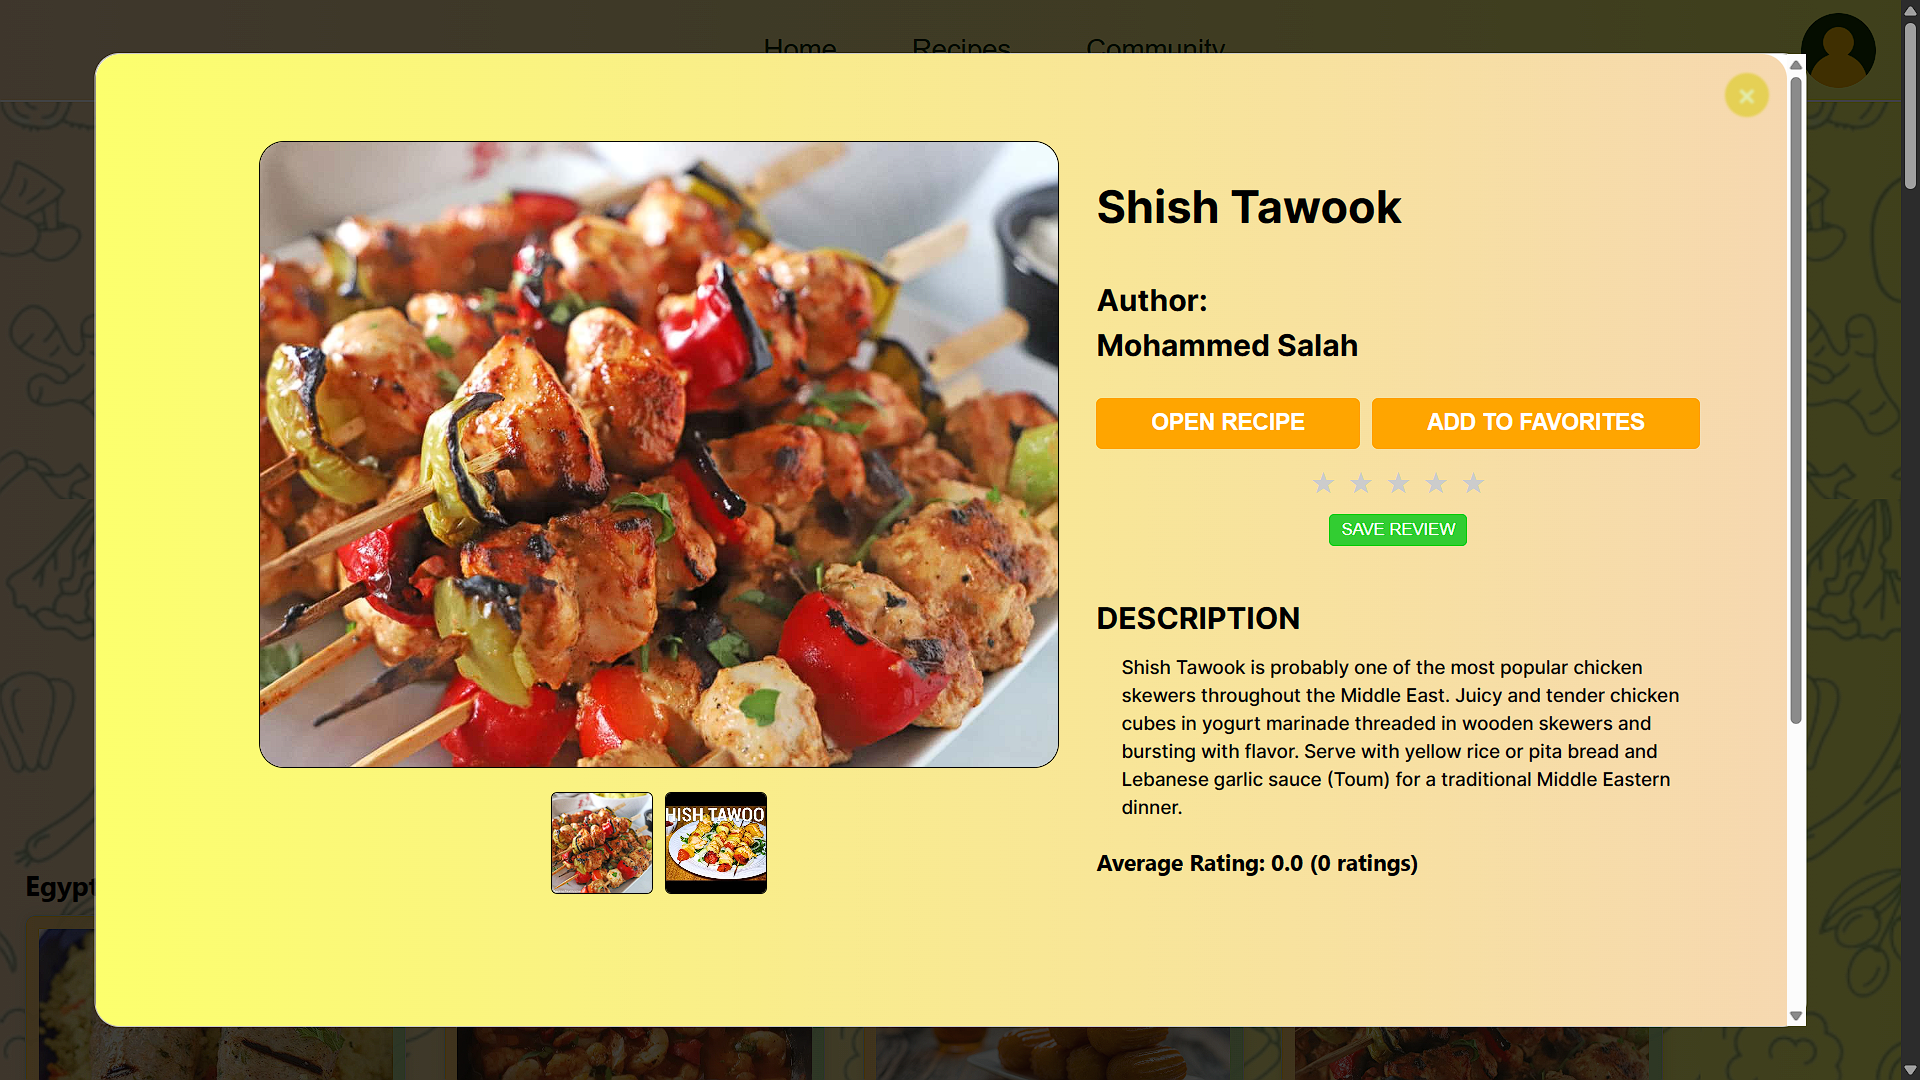 Home Recipes Community
Shish Tawook
Author:
Mohammed Salah
OPEN RECIPE ADD TO FAVORITES
SAVE REVIEW
DESCRIPTION
Shish Tawook is probably one of the most popular chicken
skewers throughout the Middle East. Juicy and tender chicken
cubes in yogurt marinade threaded in wooden skewers and
bursting with flavor. Serve with yellow rice or pita bread and
Lebanese garlic sauce (Toum) for a traditional Middle Eastern
dinner.
HISH TAWOO
Average Rating: 0.0 (0 ratings)
Egypt